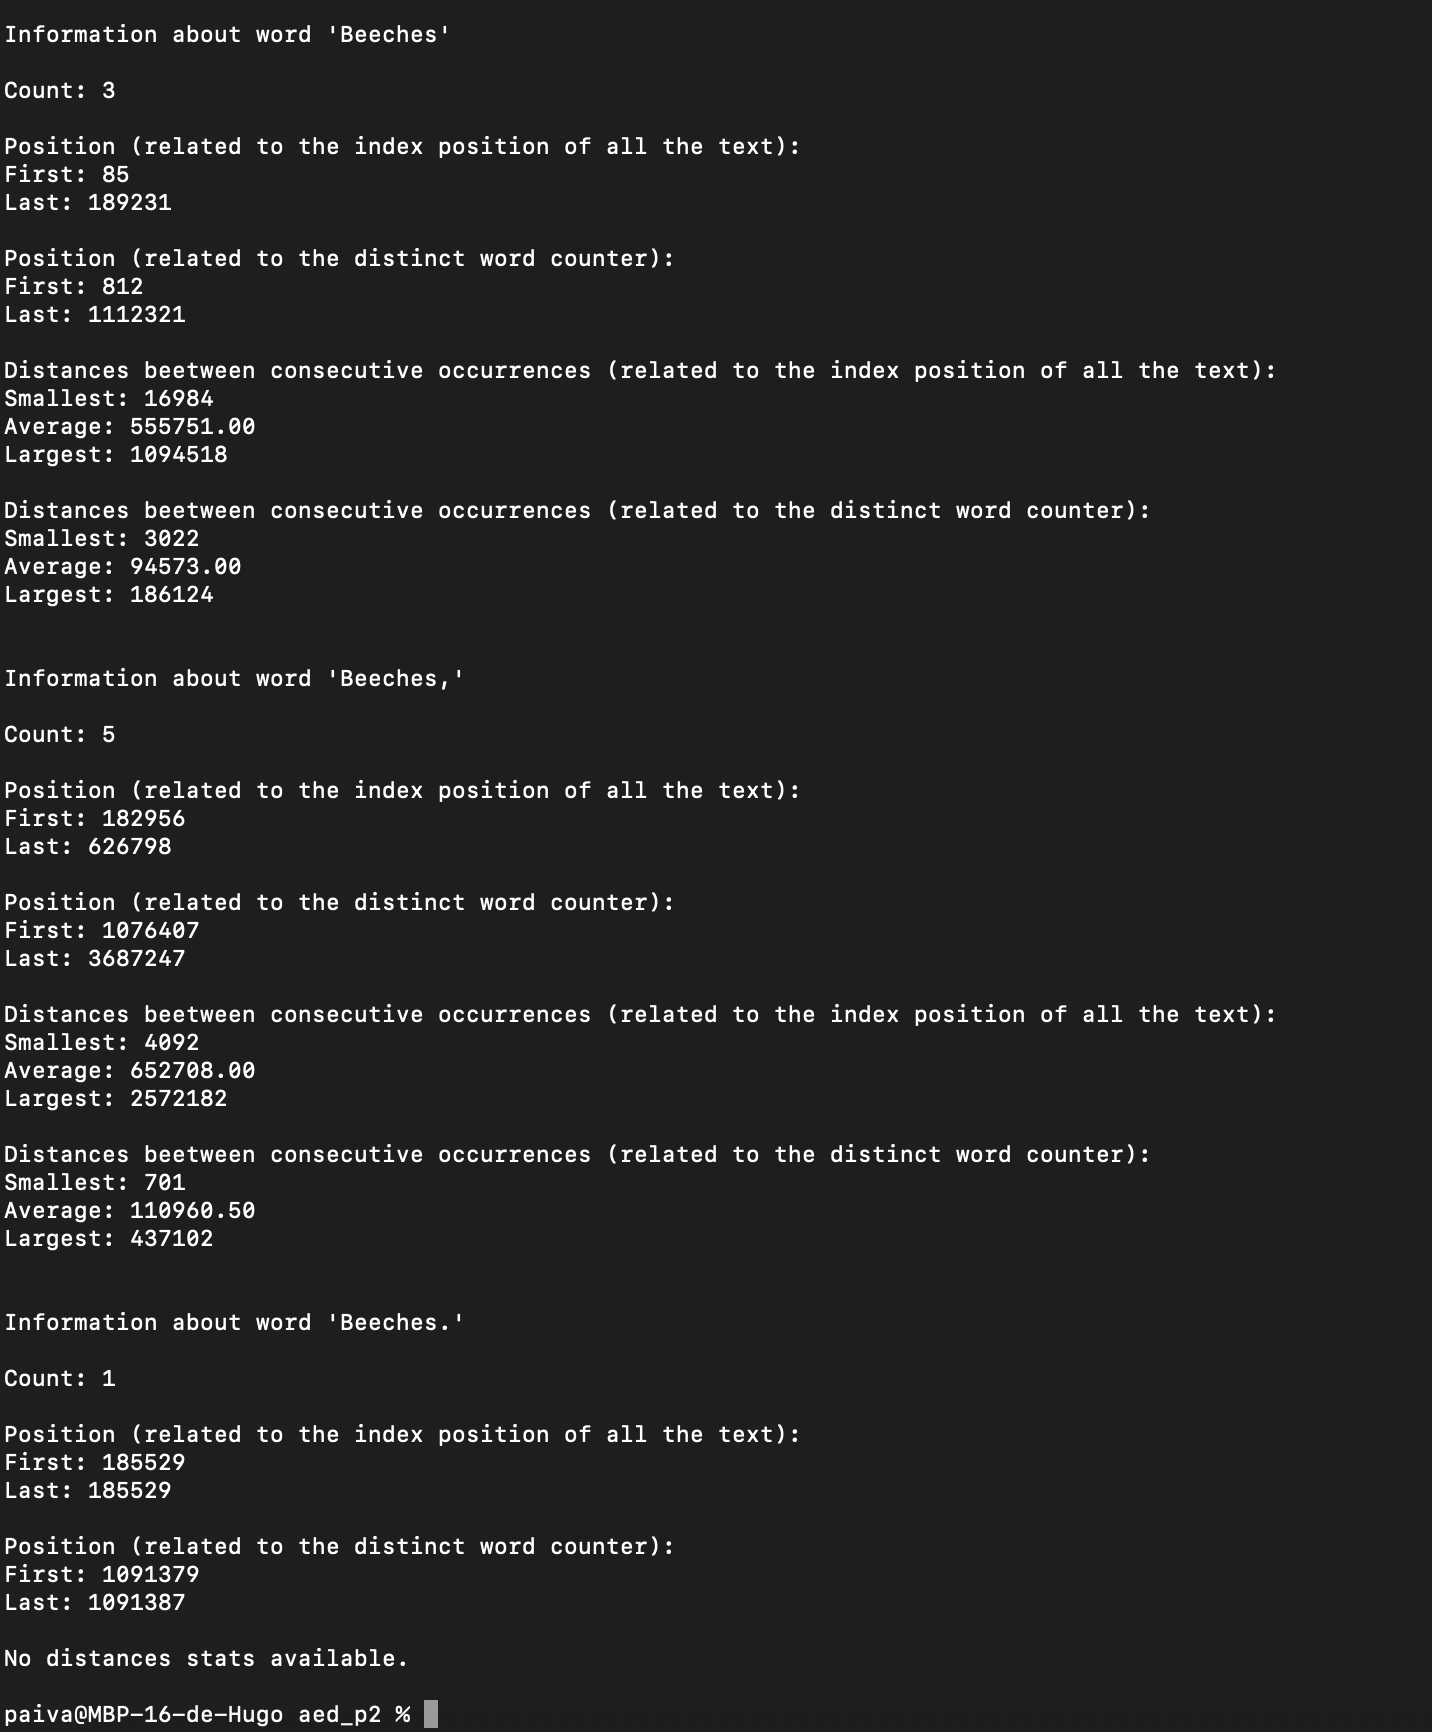 Information about word 'Beeches'
Count: 3
Position (related to the index position of all the text):
First: 85
Last: 189231
Position (related to the distinct word counter):
First: 812
Last: 1112321
Distances beetween consecutive occurrences (related to the index position of all the text):
Smallest: 16984
Average: 555751.00
Largest: 1094518
Distances beetween consecutive occurrences (related to the distinct word counter):
Smallest: 3022
Average: 94573.00
Largest: 186124
Information about word 'Beeches,'
Count: 5
Position (related to the index position of all the text):
First: 182956
Last: 626798
Position (related to the distinct word counter):
First: 1076407
Last: 3687247
Distances beetween consecutive occurrences (related to the index position of all the text):
Smallest: 4092
Average: 652708.00
Largest: 2572182
Distances beetween consecutive occurrences (related to the distinct word counter):
Smallest: 701
Average: 110960.50
Largest: 437102
Information about word 'Beeches.'
Count: 1
Position (related to the index position of all the text):
First: 185529
Last: 185529
Position (related to the distinct word counter):
First: 1091379
Last: 1091387
No distances stats available.
paiva@MBP-16-de-Hugo aed_p2 %